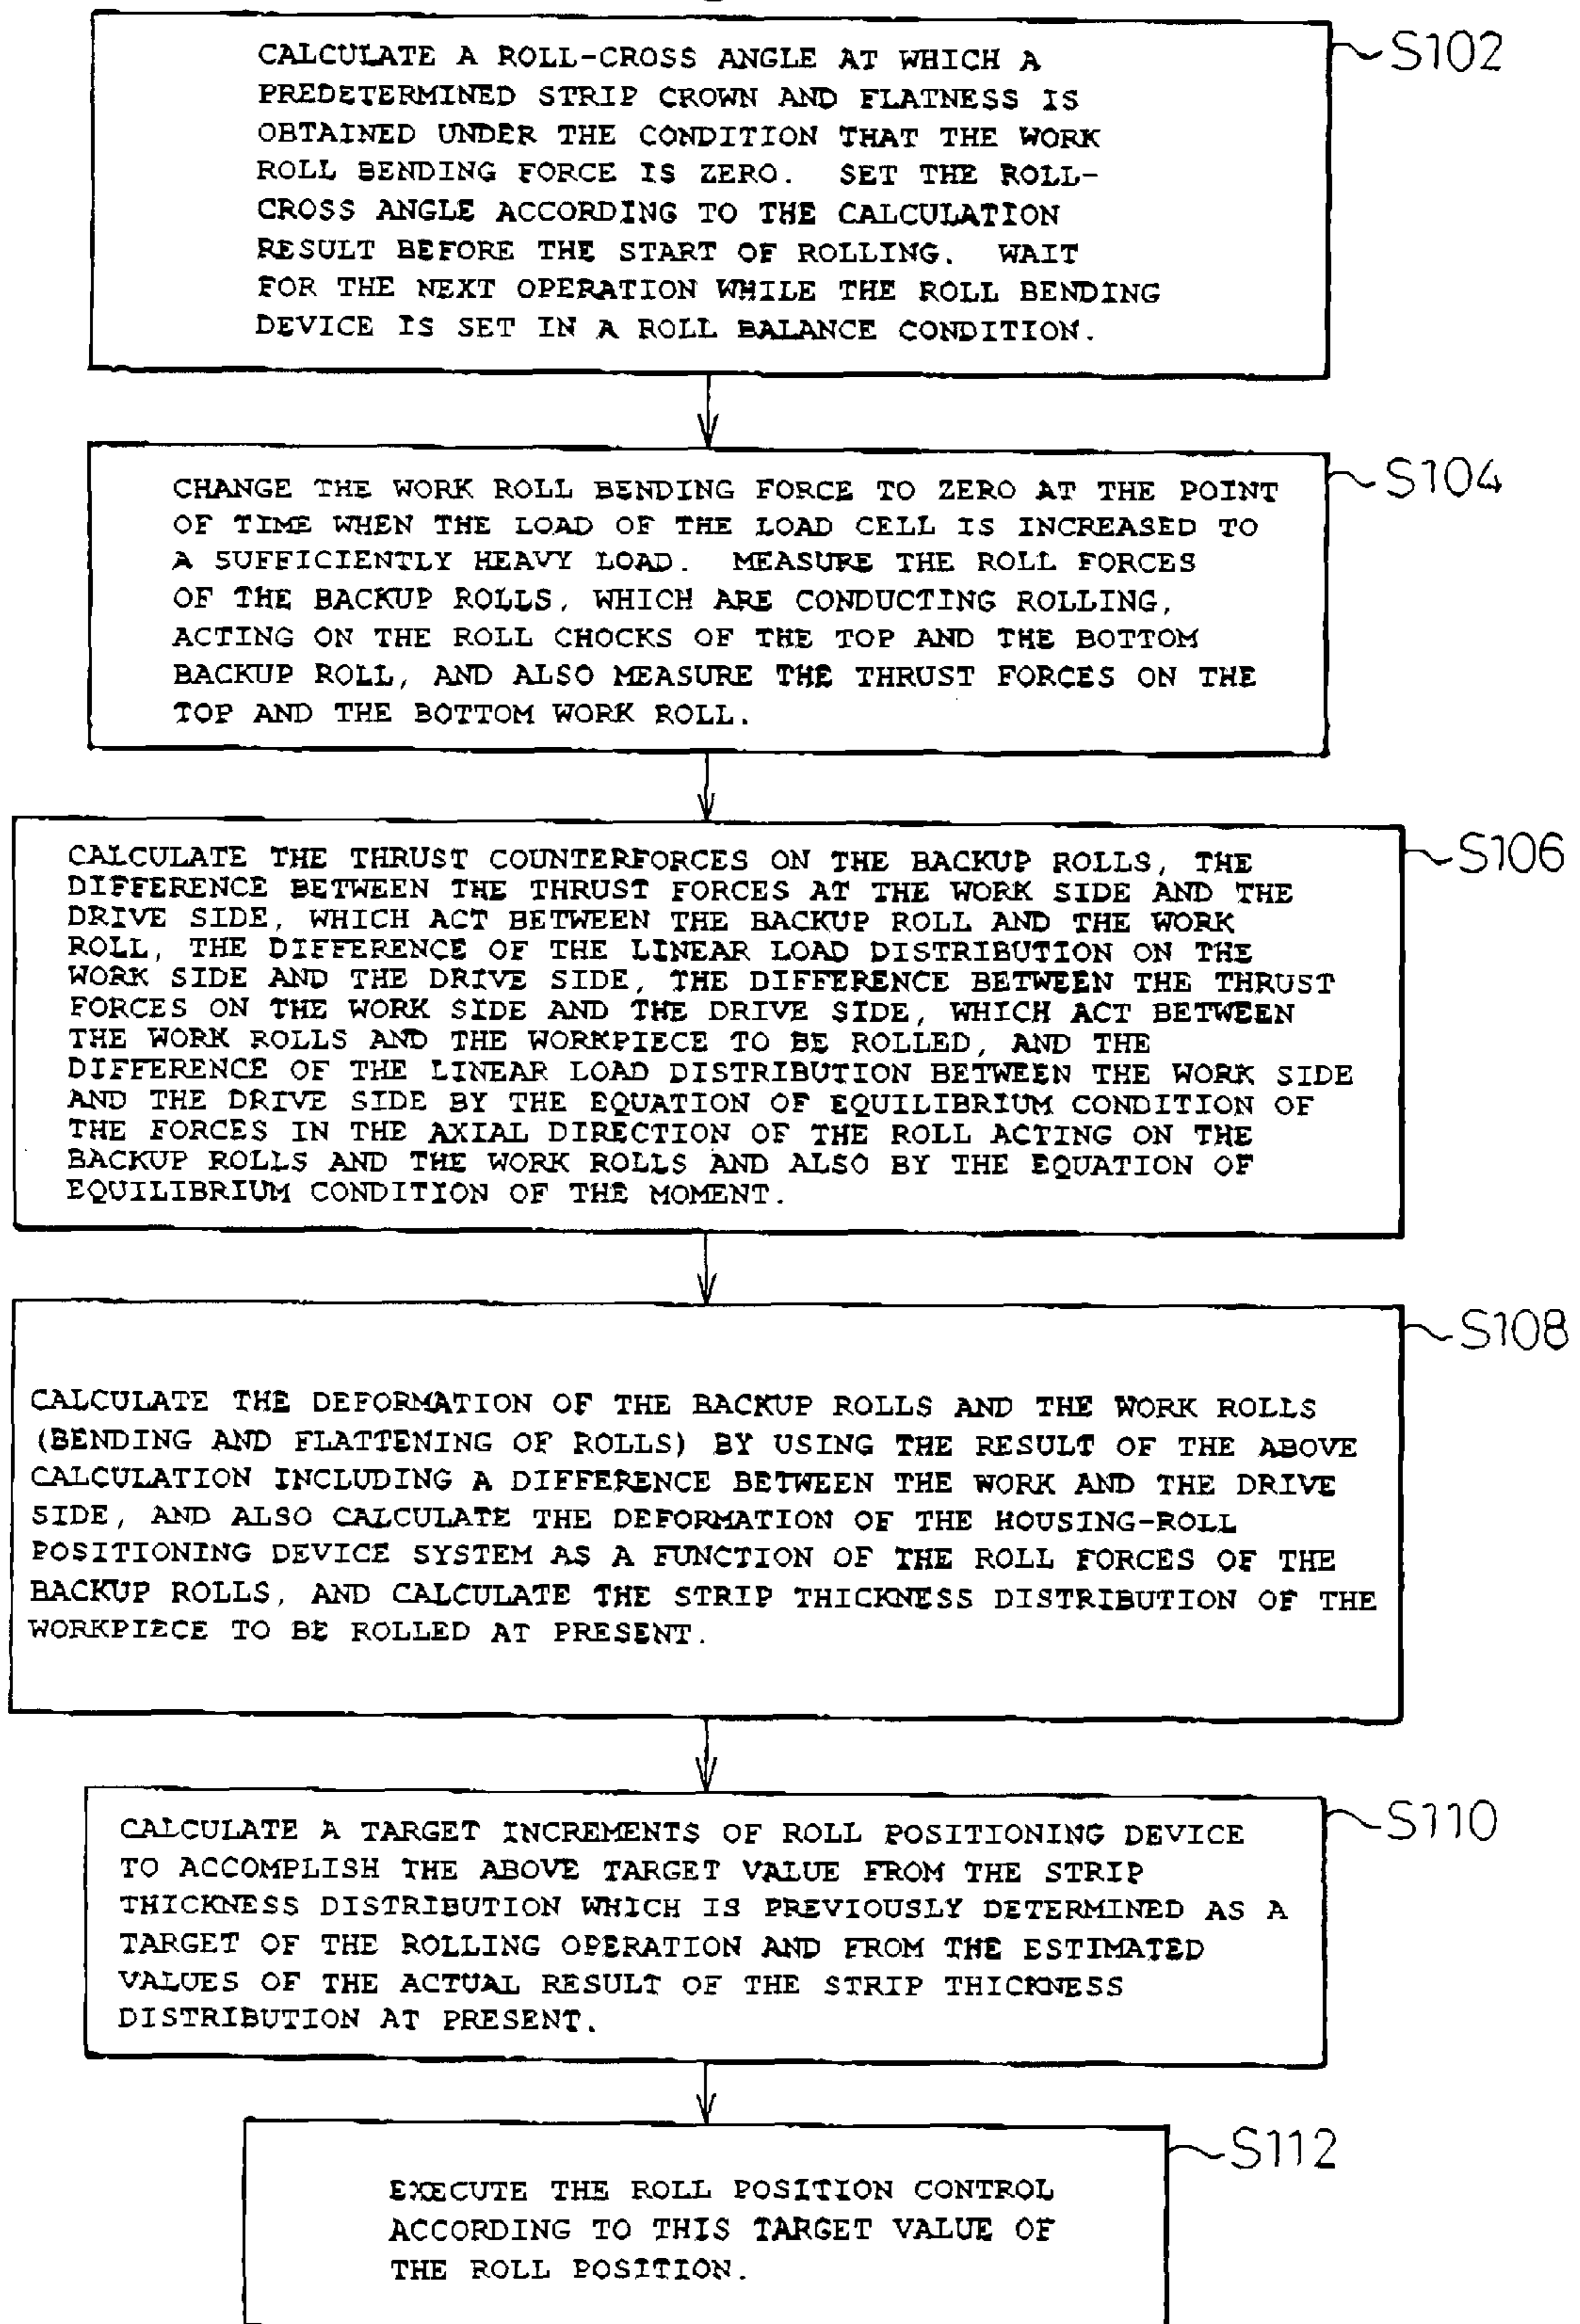 CALCULATE A ROLL-CROSS ANGLE AT WHICH A
PREDETERMINED STRIP CROWN AND FLATNESS IS
OBTAINED UNDER THE CONDITION THAT THE WORK
ROLL BENDING FORCE IS ZERO. SET THE ROLL-
CROSS ANGLE ACCORDING TO THE CALCULATION
RESULT BEFORE THE START OF ROLLING. WAIT
FOR THE NEXT OPERATION WHILE THE ROLL BENDING
DEVICE IS SET IN A ROLL BALANCE CONDITION.
S102
CHANGE THE WORK ROLL BENDING FORCE TO ZERO AT THE POINT
OF TIME WHEN THE LOAD OF THE LOAD CELL IS INCREASED TO
A SUFFICIENTLY HEAVY LOAD. MEASURE THE ROLL FORCES
OF THE BACKUP ROLLS, WHICH ARE CONDUCTING ROLLING,
ACTING ON THE ROLL CHOCKS OF THE TOP AND THE BOTTOM
BACKUP ROLL, AND ALSO MEASURE THE THRUST FORCES ON THE
TOP AND THE BOTTOM WORK ROLL.
S104
CALCULATE THE THRUST COUNTERFORCES ON THE BACKUP ROLLS, THE
DIFFERENCE BETWEEN THE THRUST FORCES AT THE WORK SIDE AND THE
DRIVE SIDE, WHICH ACT BETWEEN THE BACKUP ROLL AND THE WORK
ROLL, THE DIFFERENCE OF THE LINEAR LOAD DISTRIBUTION ON THE
WORK SIDE AND THE DRIVE SIDE, THE DIFFERENCE BETWEEN THE THRUST
FORCES ON THE WORK SIDE AND THE DRIVE SIDE, WHICH ACT BETWEEN
THE WORK ROLLS AND THE WORKPIECE TO BE ROLLED, AND THE
DIFFERENCE OF THE LINEAR LOAD DISTRIBUTION BETWEEN THE WORK SIDE
AND THE DRIVE SIDE BY THE EQUATION OF EQUILIBRIUM CONDITION OF
THE FORCES IN THE AXIAL DIRECTION OF THE ROLL ACTING ON THE
BACKUP ROLLS AND THE WORK ROLLS AND ALSO BY THE EQUATION OF
EQUILIBRIUM CONDITION OF THE MOMENT.
S106
CALCULATE THE DEFORMATION OF THE BACKUP ROLLS AND THE WORK ROLLS
(BENDING AND FLATTENING OF ROLLS) BY USING THE RESULT OF THE ABOVE
CALCULATION INCLUDING A DIFFERENCE BETWEEN THE WORK AND THE DRIVE
SIDE, AND ALSO CALCULATE THE DEFORMATION OF THE HOUSING-ROLL
POSITIONING DEVICE SYSTEM AS A FUNCTION OF THE ROLL FORCES OF THE
BACKUP ROLLS, AND CALCULATE THE STRIP THICKNESS DISTRIBUTION OF THE
WORKPIECE TO BE ROLLED AT PRESENT.
S108
CALCULATE A TARGET INCREMENTS OF ROLL POSITIONING DEVICE
TO ACCOMPLISH THE ABOVE TARGET VALUE FROM THE STRIP
THICKNESS DISTRIBUTION WHICH IS PREVIOUSLY DETERMINED AS A
TARGET OF THE ROLLING OPERATION AND FROM THE ESTIMATED
VALUES OF THE ACTUAL RESULT OF THE STRIP THICKNESS
DISTRIBUTION AT PRESENT.
S110
EXECUTE THE ROLL POSITION CONTROL
ACCORDING TO THIS TARGET VALUE OF
THE ROLL POSITION.
S112